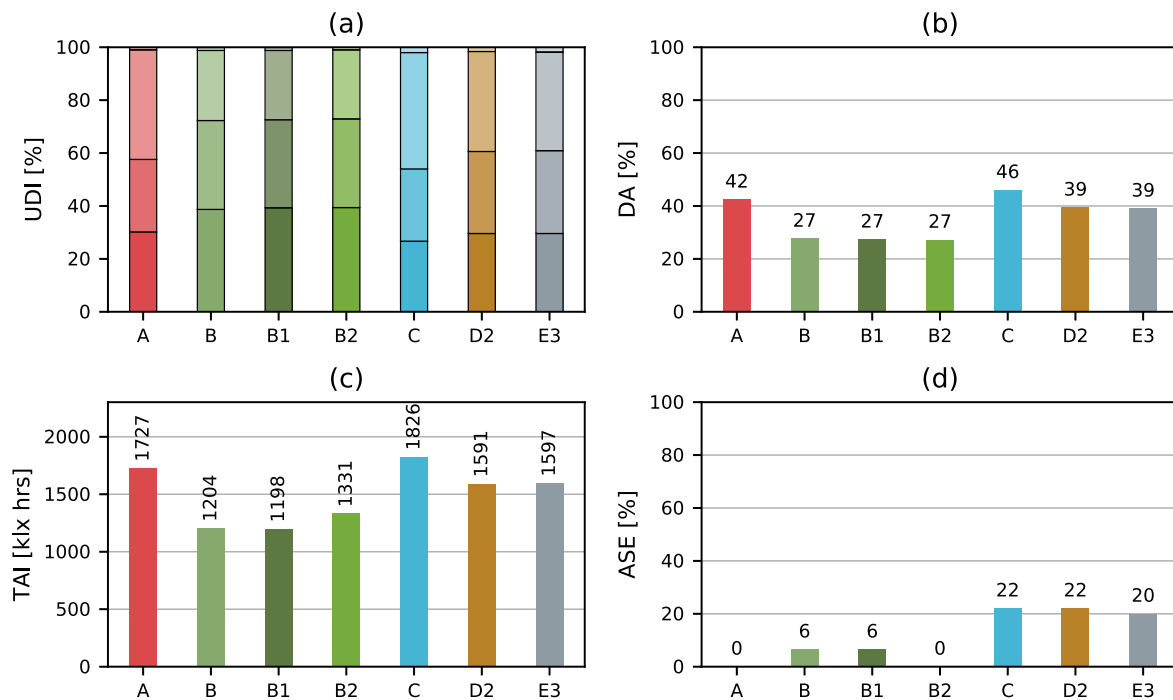 (a)
UDI [%]
100
80
60
40
20
0
A B B1 B2 C D2 E3
(b)
DA [%]
100
80
60
40
20
0
42 27 27 27 46 39 39
A B B1 B2 C D2 E3
(c)
TAI [klx hrs]
2000
1500
1000
500
0
1727 1204 1198 1331 1826 1591 1597
A B B1 B2 C D2 E3
(d)
ASE [%]
100
80
60
40
20
0
0 6 6 0 22 22 20
A B B1 B2 C D2 E3